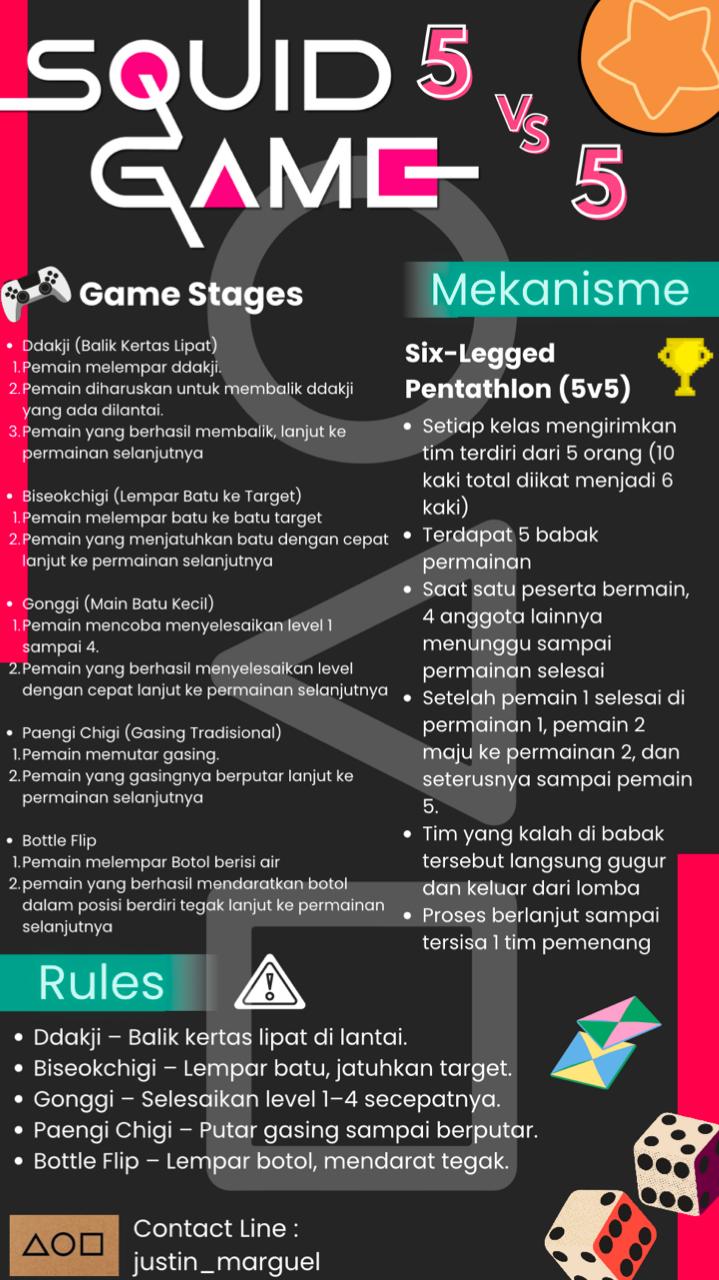 SQUID
GAME
5
VS
5
Game Stages
• Ddakji (Balik Kertas Lipat)
1. Pemain melempar ddakji.
2. Pemain diharuskan untuk membalik ddakji
yang ada dilantai.
3. Pemain yang berhasil membalik, lanjut ke
permainan selanjutnya
• Biseokchigi (Lempar Batu ke Target)
1. Pemain melempar batu ke batu target
2. Pemain yang menjatuhkan batu dengan cepat
lanjut ke permainan selanjutnya
• Gonggi (Main Batu Kecil)
1. Pemain mencoba menyelesaikan level 1
sampai 4.
2. Pemain yang berhasil menyelesaikan level
dengan cepat lanjut ke permainan selanjutnya
• Paengi Chigi (Gasing Tradisional)
1. Pemain memutar gasing.
2. Pemain yang gasingnya berputar lanjut ke
permainan selanjutnya
• Bottle Flip
1. Pemain melempar Botol berisi air
2. pemain yang berhasil mendaratkan botol
dalam posisi berdiri tegak lanjut ke permainan
selanjutnya
Mekanisme
Six-Legged
Pentathlon (5v5)
• Setiap kelas mengirimkan
tim terdiri dari 5 orang (10
kaki total diikat menjadi 6
kaki)
• Terdapat 5 babak
permainan
• Saat satu peserta bermain,
4 anggota lainnya
menunggu sampai
permainan selesai
• Setelah pemain 1 selesai di
permainan 1, pemain 2
maju ke permainan 2, dan
seterusnya sampai pemain
5.
• Tim yang kalah di babak
tersebut langsung gugur
dan keluar dari lomba
• Proses berlanjut sampai
tersisa 1 tim pemenang
Rules
• Ddakji – Balik kertas lipat di lantai.
• Biseokchigi – Lempar batu, jatuhkan target.
• Gonggi – Selesaikan level 1–4 secepatnya.
• Paengi Chigi – Putar gasing sampai berputar.
• Bottle Flip – Lempar botol, mendarat tegak.
Contact Line :
justin_marguel